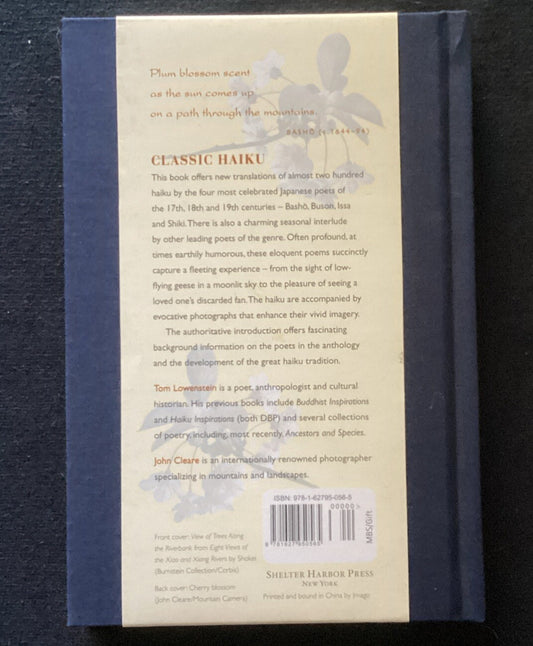 Plum blossom scent
as the sun comes up
on a path through the mountains.
BASHŌ (1644–94)
CLASSIC HAIKU
This book offers new translations of almost two hundred
haiku by the four most celebrated Japanese poets of
the 17th, 18th and 19th centuries – Bashō, Buson, Issa
and Shiki. There is also a charming seasonal interlude
by other leading poets of the genre. Often profound, at
times earthily humorous, these eloquent poems succinctly
capture a fleeting experience – from the sight of low-
flying geese in a moonlit sky to the pleasure of seeing a
loved one's discarded fan. The haiku are accompanied by
evocative photographs that enhance their vivid imagery.
The authoritative introduction offers fascinating
background information on the poets in the anthology
and the development of the great haiku tradition.
Tom Lowenstein is a poet, anthropologist and cultural
historian. His previous books include Buddhist Inspirations
and Haiku Inspirations (both DBP) and several collections
of poetry, including, most recently, Ancestors and Species.
John Cleare is an internationally renowned photographer
specializing in mountains and landscapes.
ISBN: 978-1-62795-056-5
00000>
9 781627 950565
MBS/Gift
Front cover: View of Trees Along
the Riverbank from Eight Views of
the Xiao and Xiang Rivers by Shokei
(Burnstein Collection/Corbis)
Back cover: Cherry blossom
(John Cleare/Mountain Camera)
SHELTER HARBOR PRESS
NEW YORK
Printed and bound in China by Imago